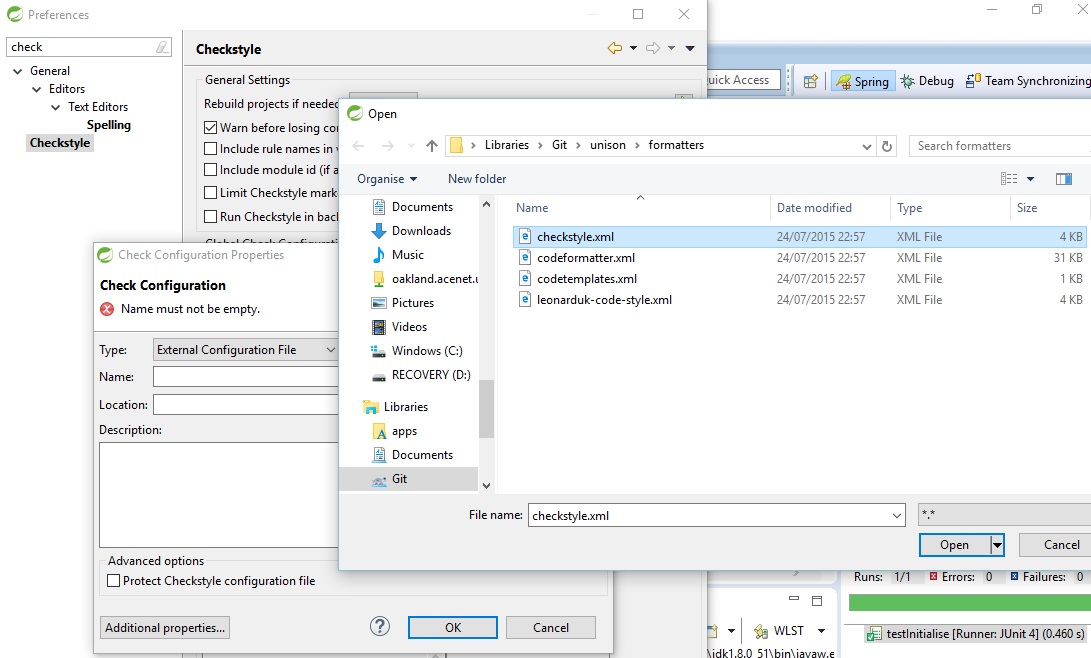 Preferences
check
General
Editors
Text Editors
Spelling
Checkstyle
Checkstyle
General Settings
Rebuild projects if needed
Warn before losing co
Include rule names in
Include module id (if a
Limit Checkstyle mark
Run Checkstyle in bac
Quick Access
Spring
Debug
Team Synchronizing
Open
Libraries
Git
unison
formatters
Search formatters
Organise
New folder
Documents
Downloads
Music
oakland.acenet.
Pictures
Videos
Windows (C:)
RECOVERY (D:)
Libraries
apps
Documents
Git
Name Date modified Type Size
checkstyle.xml 24/07/2015 22:57 XML File 4 KB
codeformatter.xml 24/07/2015 22:57 XML File 31 KB
codetemplates.xml 24/07/2015 22:57 XML File 1 KB
leonarduk-code-style.xml 24/07/2015 22:57 XML File 4 KB
File name: checkstyle.xml *.*
Open Cancel
Check Configuration Properties
Check Configuration
Name must not be empty.
Type: External Configuration File
Name:
Location:
Description:
Advanced options
Protect Checkstyle configuration file
Additional properties... ? OK Cancel
Runs: 1/1 Errors: 0 Failures: 0
WLST
testInitialise [Runner: JUnit 4] (0.460 s)
\jdk1.8.0_51\bin\javaw.e